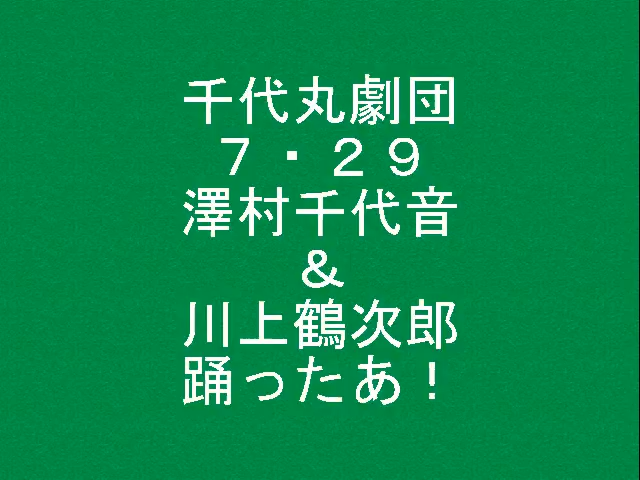 千代丸劇団
７・２９
澤村千代音
＆
川上鶴次郎
踊ったあ！